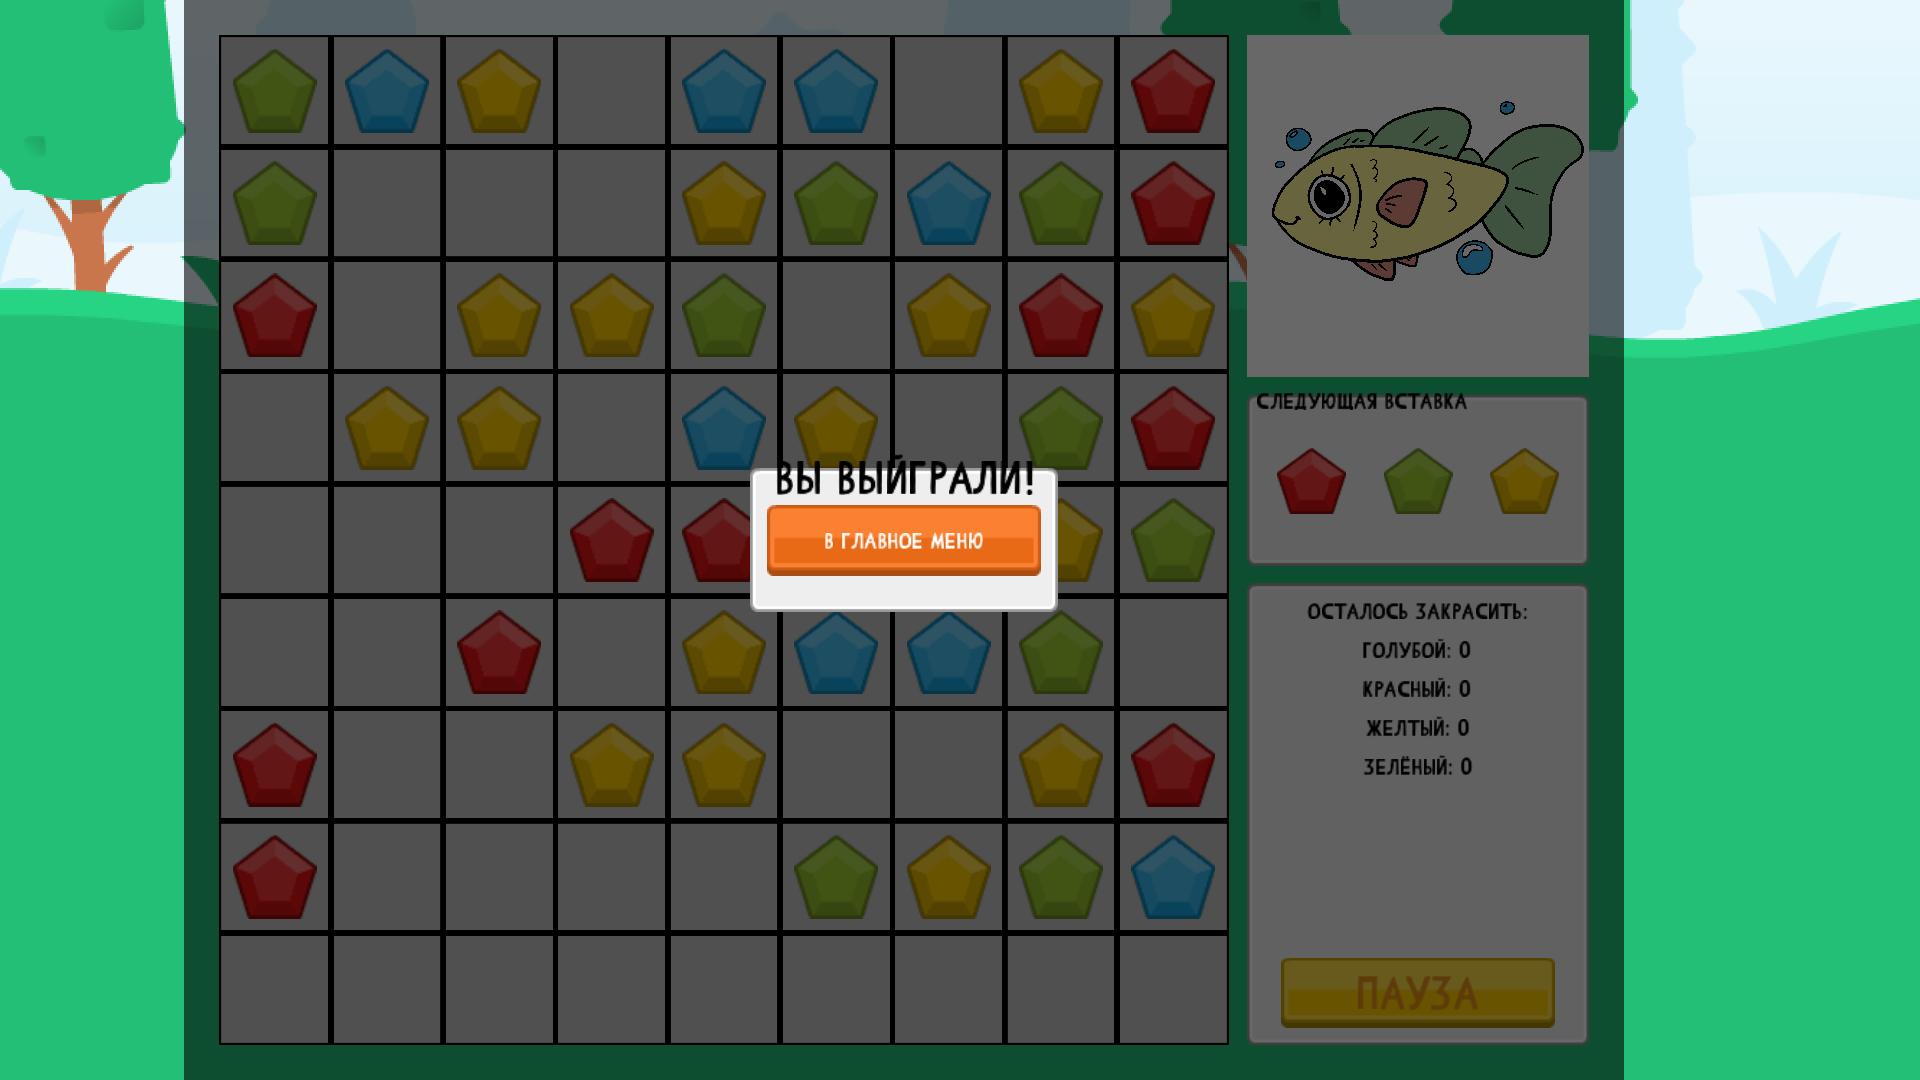 СЛЕДУЮЩАЯ ВСТАВКА
ВЫ ВЫЙГРАЛИ!
В ГЛАВНОЕ МЕНЮ
ОСТАЛОСЬ ЗАКРАСИТЬ:
ГОЛУБОЙ: 0
КРАСНЫЙ: 0
ЖЕЛТЫЙ: 0
ЗЕЛЁНЫЙ: 0
ПАУЗА